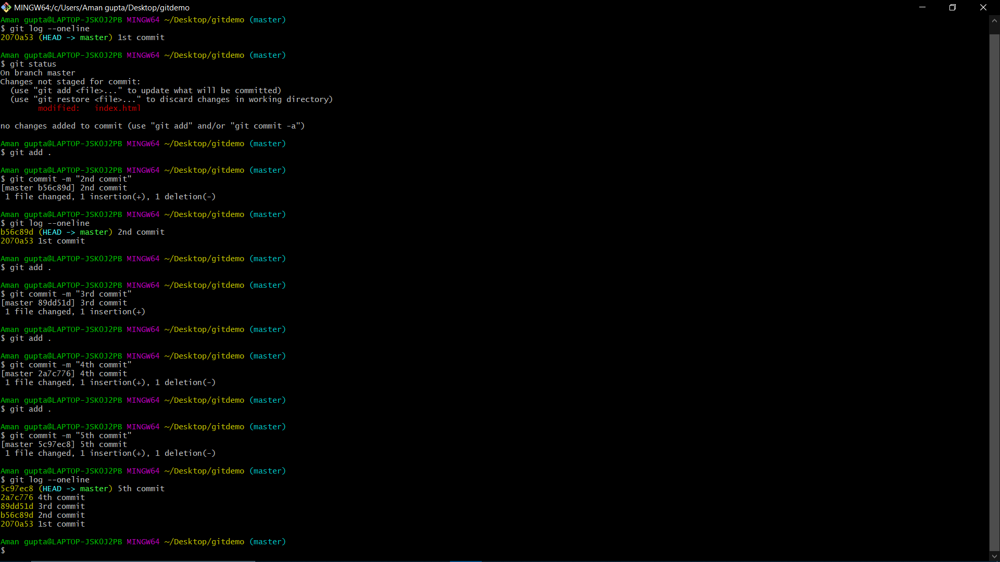 MINGW64:/c/Users/Aman gupta/Desktop/gitdemo
Aman gupta@LAPTOP-JSKOJ2PB MINGW64 ~/Desktop/gitdemo (master)
$ git log --oneline
2070a53 (HEAD -> master) 1st commit
Aman gupta@LAPTOP-JSKOJ2PB MINGW64 ~/Desktop/gitdemo (master)
$ git status
On branch master
Changes not staged for commit:
  (use "git add <file>..." to update what will be committed)
  (use "git restore <file>..." to discard changes in working directory)
        modified:   index.html
no changes added to commit (use "git add" and/or "git commit -a")
Aman gupta@LAPTOP-JSKOJ2PB MINGW64 ~/Desktop/gitdemo (master)
$ git add .
Aman gupta@LAPTOP-JSKOJ2PB MINGW64 ~/Desktop/gitdemo (master)
$ git commit -m "2nd commit"
[master b56c89d] 2nd commit
 1 file changed, 1 insertion(+), 1 deletion(-)
Aman gupta@LAPTOP-JSKOJ2PB MINGW64 ~/Desktop/gitdemo (master)
$ git log --oneline
b56c89d (HEAD -> master) 2nd commit
2070a53 1st commit
Aman gupta@LAPTOP-JSKOJ2PB MINGW64 ~/Desktop/gitdemo (master)
$ git add .
Aman gupta@LAPTOP-JSKOJ2PB MINGW64 ~/Desktop/gitdemo (master)
$ git commit -m "3rd commit"
[master 89dd51d] 3rd commit
 1 file changed, 1 insertion(+)
Aman gupta@LAPTOP-JSKOJ2PB MINGW64 ~/Desktop/gitdemo (master)
$ git add .
Aman gupta@LAPTOP-JSKOJ2PB MINGW64 ~/Desktop/gitdemo (master)
$ git commit -m "4th commit"
[master 2a7c776] 4th commit
 1 file changed, 1 insertion(+), 1 deletion(-)
Aman gupta@LAPTOP-JSKOJ2PB MINGW64 ~/Desktop/gitdemo (master)
$ git add .
Aman gupta@LAPTOP-JSKOJ2PB MINGW64 ~/Desktop/gitdemo (master)
$ git commit -m "5th commit"
[master 5c97ec8] 5th commit
 1 file changed, 1 insertion(+), 1 deletion(-)
Aman gupta@LAPTOP-JSKOJ2PB MINGW64 ~/Desktop/gitdemo (master)
$ git log --oneline
5c97ec8 (HEAD -> master) 5th commit
2a7c776 4th commit
89dd51d 3rd commit
b56c89d 2nd commit
2070a53 1st commit
Aman gupta@LAPTOP-JSKOJ2PB MINGW64 ~/Desktop/gitdemo (master)
$